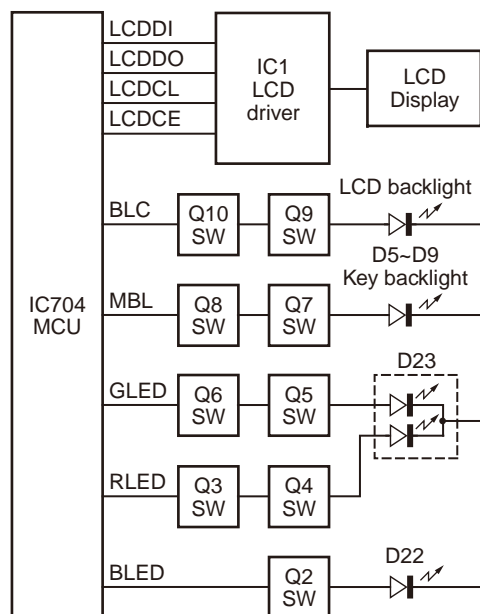 LCDDI
LCDDO
LCDCL
LCDCE
IC1
LCD
driver
LCD
Display
LCD backlight
BLC
Q10
SW
Q9
SW
D5~D9
Key backlight
IC704
MCU
MBL
Q8
SW
Q7
SW
D23
GLED
Q6
SW
Q5
SW
RLED
Q3
SW
Q4
SW
BLED
Q2
SW
D22